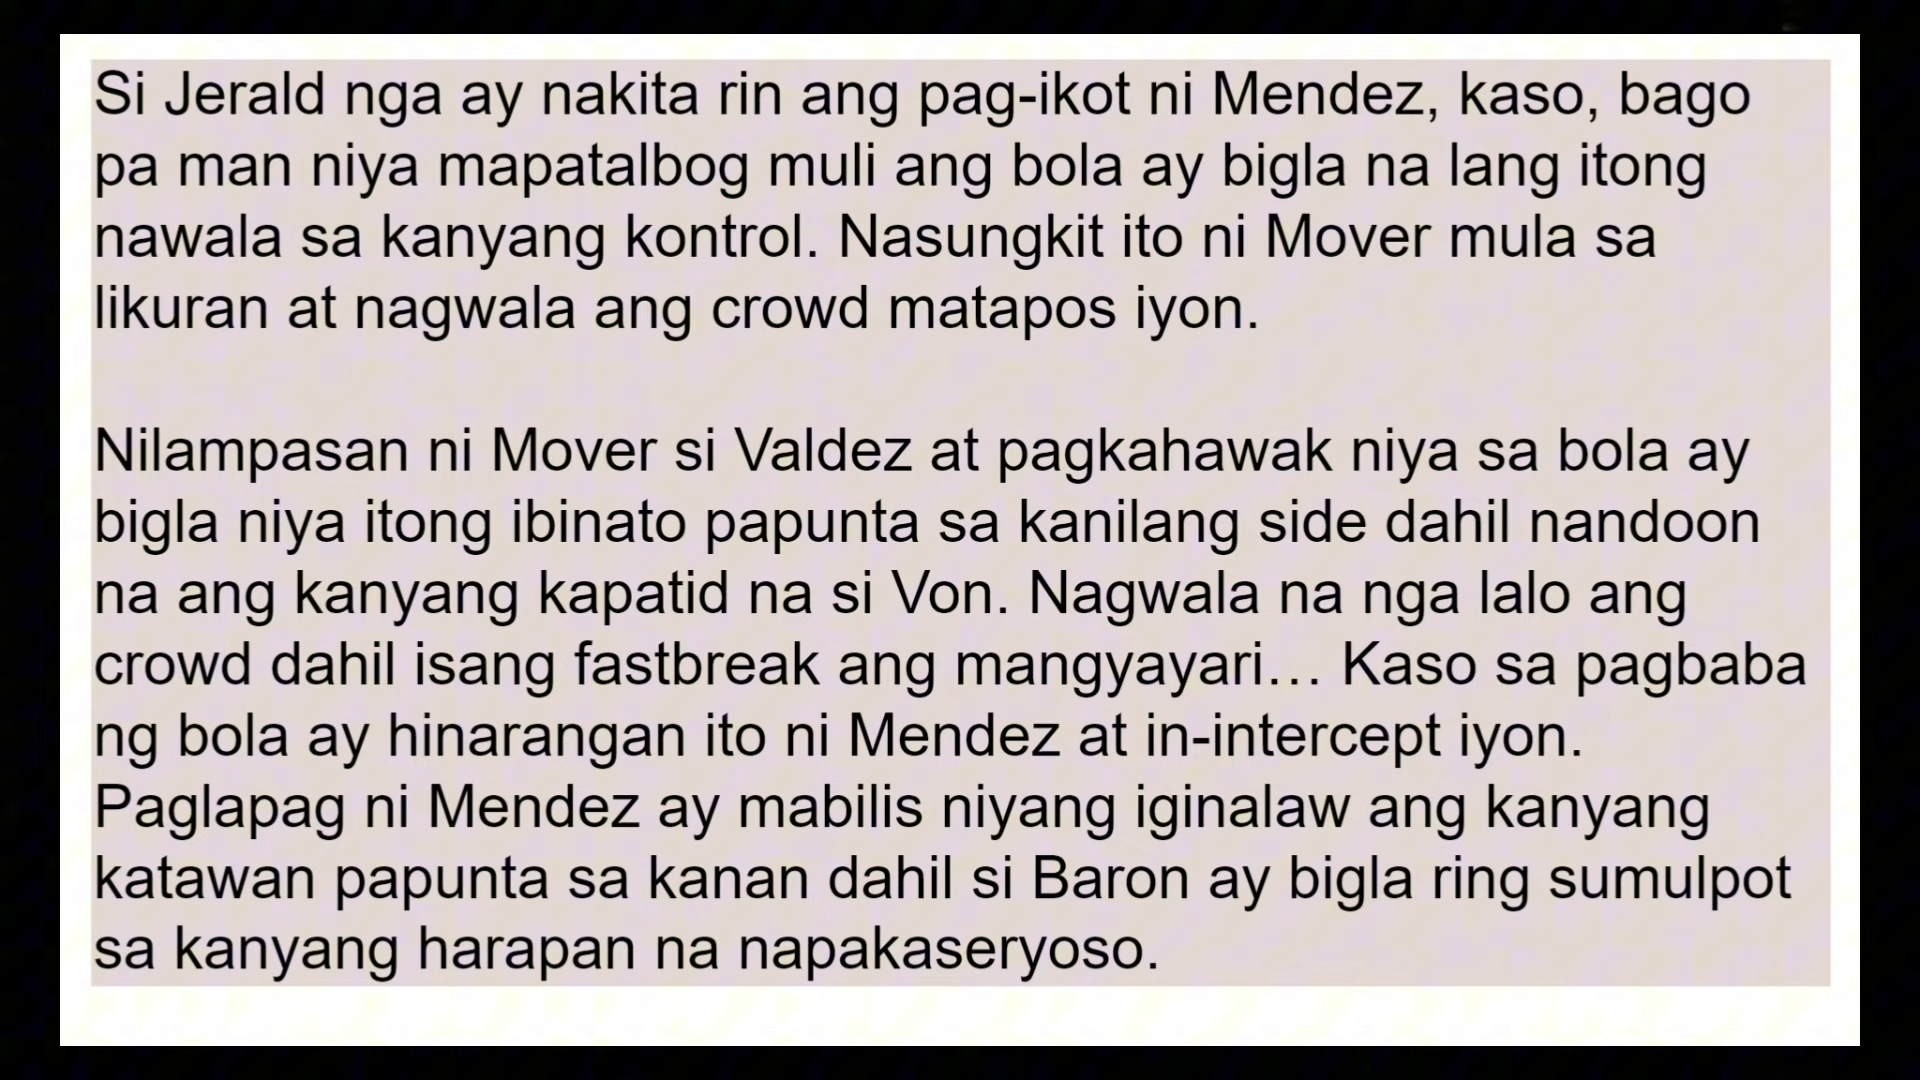 Si Jerald nga ay nakita rin ang pag-ikot ni Mendez, kaso, bago
pa man niya mapatalbog muli ang bola ay bigla na lang itong
nawala sa kanyang kontrol. Nasungkit ito ni Mover mula sa
likuran at nagwala ang crowd matapos iyon.
Nilampasan ni Mover si Valdez at pagkahawak niya sa bola ay
bigla niya itong ibinato papunta sa kanilang side dahil nandoon
na ang kanyang kapatid na si Von. Nagwala na nga lalo ang
crowd dahil isang fastbreak ang mangyayari… Kaso sa pagbaba
ng bola ay hinarangan ito ni Mendez at in-intercept iyon.
Paglapag ni Mendez ay mabilis niyang iginalaw ang kanyang
katawan papunta sa kanan dahil si Baron ay bigla ring sumulpot
sa kanyang harapan na napakaseryoso.